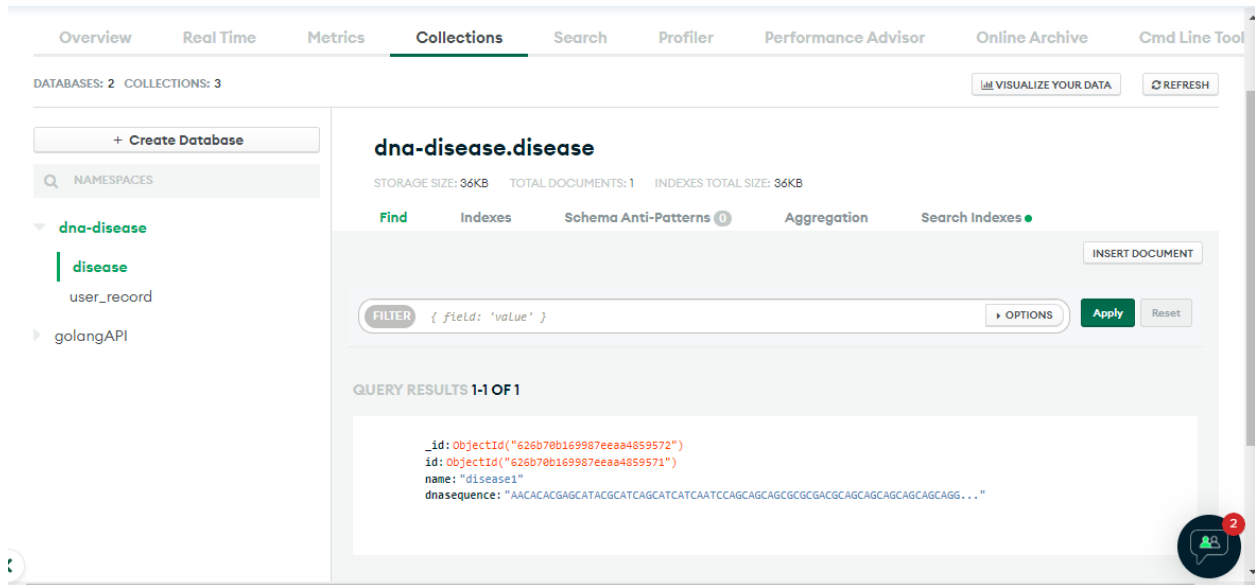 Overview Real Time Metrics Collections Search Profiler Performance Advisor Online Archive Cmd Line Tool
DATABASES: 2 COLLECTIONS: 3
VISUALIZE YOUR DATA
REFRESH
+ Create Database
NAMESPACES
dna-disease
disease
user_record
golangAPI
dna-disease.disease
STORAGE SIZE: 36KB TOTAL DOCUMENTS: 1 INDEXES TOTAL SIZE: 36KB
Find Indexes Schema Anti-Patterns 0 Aggregation Search Indexes
INSERT DOCUMENT
FILTER { field: 'value' } OPTIONS Apply Reset
QUERY RESULTS 1-1 OF 1
_id: ObjectId("626b70b169987eeaa4859572")
id: ObjectId("626b70b169987eeaa4859571")
name: "disease1"
dnasequence: "AACACACGAGCATACGCATCAGCATCATCAATCCAGCAGCAGCGCGCGACGCAGCAGCAGCAGCAGCAGG..."
2